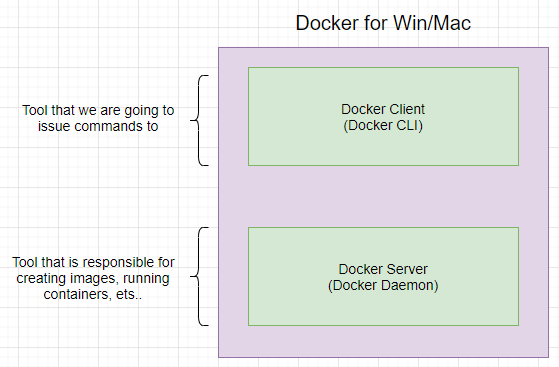 Docker for Win/Mac
Tool that we are going to
issue commands to
Docker Client
(Docker CLI)
Tool that is responsible for
creating images, running
containers, ets..
Docker Server
(Docker Daemon)